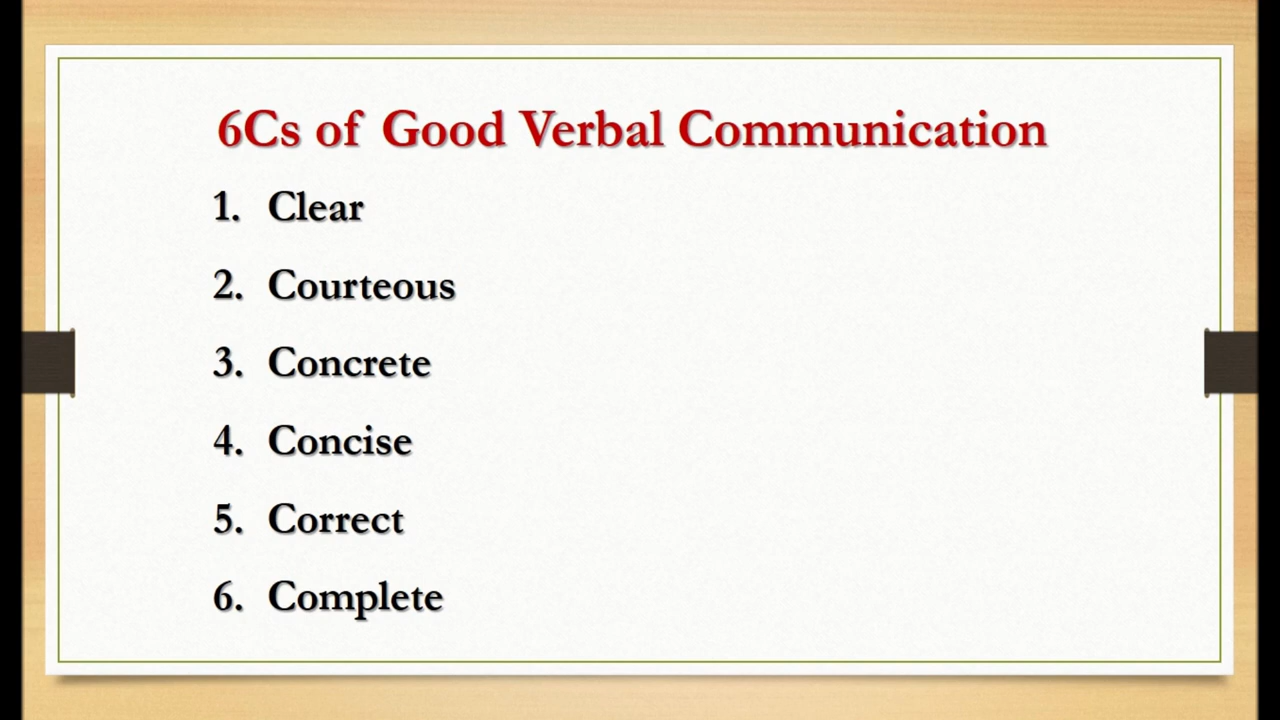 6Cs of Good Verbal Communication
1. Clear
2. Courteous
3. Concrete
4. Concise
5. Correct
6. Complete